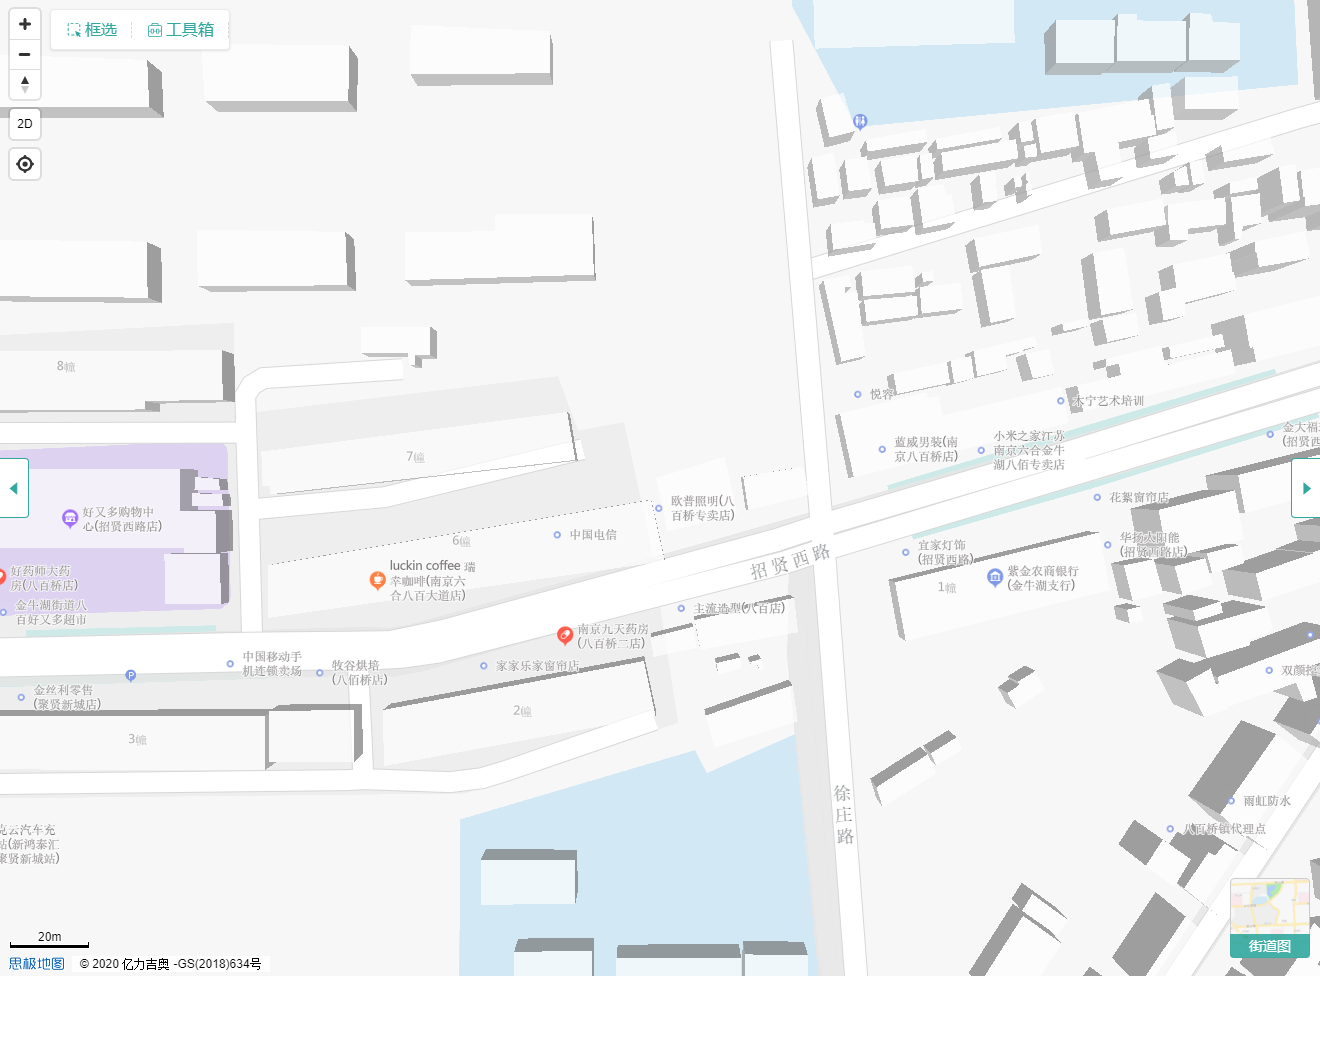 框选
工具箱
2D
8幢
7幢
6幢
悦容
木宁艺术培训
蓝威男装(南
京八百桥店)
小米之家江苏
南京六合金牛
湖八佰专卖店
金大福
(招贤西
好又多购物中
心(招贤西路店)
欧普照明(八
百桥专卖店)
花絮窗帘店
中国电信
招贤西路
宜家灯饰
(招贤西路)
华扬太阳能
(招贤西路店)
luckin coffee 瑞
幸咖啡(南京六
合八百大道店)
好药师大药
房(八百桥店)
紫金农商银行
(金牛湖支行)
1幢
金牛湖街道八
百好又多超市
主流造型(八百店)
南京九天药房
(八百桥二店)
中国移动手
机连锁卖场
牧谷烘培
(八佰桥店)
家家乐家窗帘店
双颜控
P
金丝利零售
(聚贤新城店)
2幢
3幢
徐庄路
雨虹防水
八百桥镇代理点
克云汽车充
站(新鸿泰汇
聚贤新城站)
20m
街道图
思极地图
© 2020 亿力吉奥 -GS(2018)634号